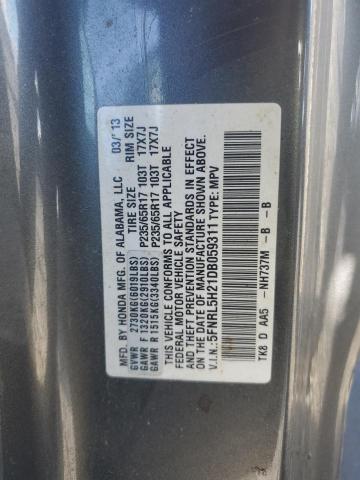 MFG. BY HONDA MFG. OF ALABAMA, LLC 03/'13
TIRE SIZE RIM SIZE
GVWR 2730KG(6019LBS)
GAWR F 1326KG(2910LBS) P235/65R17 103T 17X7J
GAWR R 1515KG(3340LBS) P235/65R17 103T 17X7J
THIS VEHICLE CONFORMS TO ALL APPLICABLE
FEDERAL MOTOR VEHICLE SAFETY
AND THEFT PREVENTION STANDARDS IN EFFECT
ON THE DATE OF MANUFACTURE SHOWN ABOVE.
V.I.N.: 5FNRL5H21DB059311 TYPE: MPV
TK8 D AA5 -NH737M -B -B